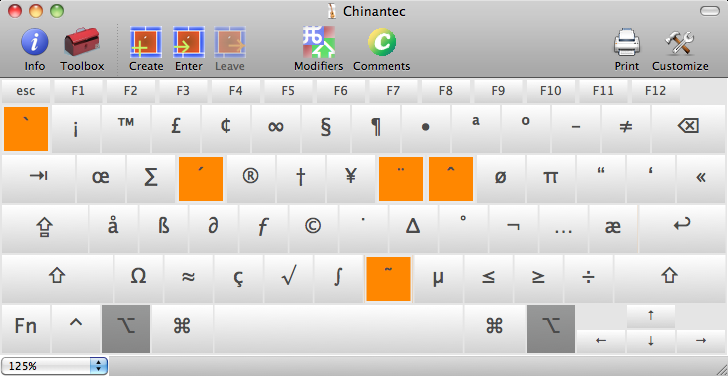 Chinantec
Info Toolbox Create Enter Leave Modifiers Comments Print Customize
esc F1 F2 F3 F4 F5 F6 F7 F8 F9 F10 F11 F12
` ¡ ™ £ ¢ ∞ § ¶ • ª º – ≠ ⌫
⇥ œ ∑ ´ ® † ¥ ¨ ˆ ø π “ ‘ «
⇪ å ß ∂ ƒ © ˙ ∆ ˚ ¬ … æ ↩
⇧ Ω ≈ ç √ ∫ ˜ µ ≤ ≥ ÷ ⇧
Fn ^ ⌥ ⌘ ⌘ ⌥ ← ↑ ↓ →
125%